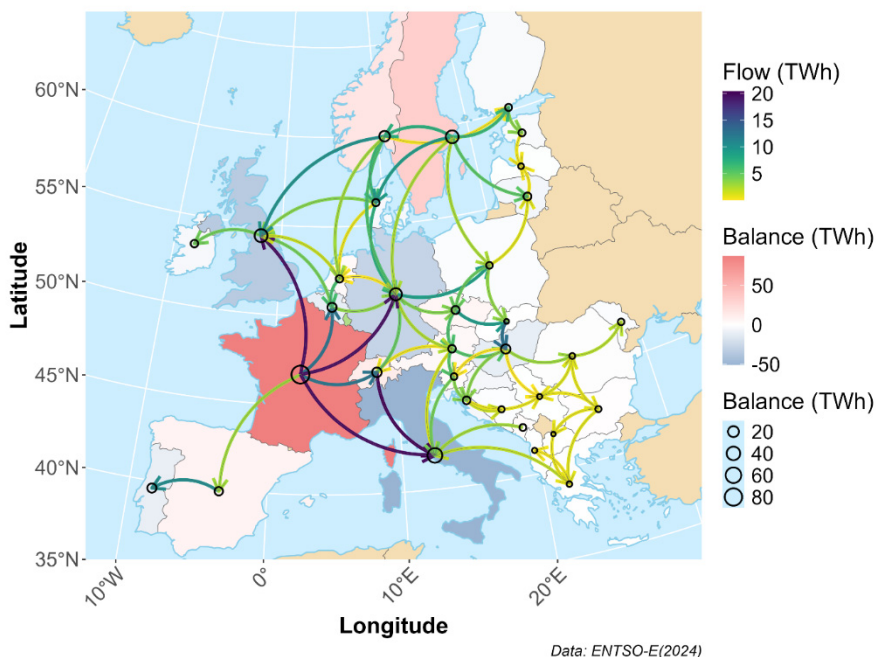 60°N
55°N
50°N
45°N
40°N
35°N
Latitude
10°W
0°
10°E
20°E
Longitude
Flow (TWh)
20
15
10
5
Balance (TWh)
50
0
-50
Balance (TWh)
20
40
60
80
Data: ENTSO-E(2024)